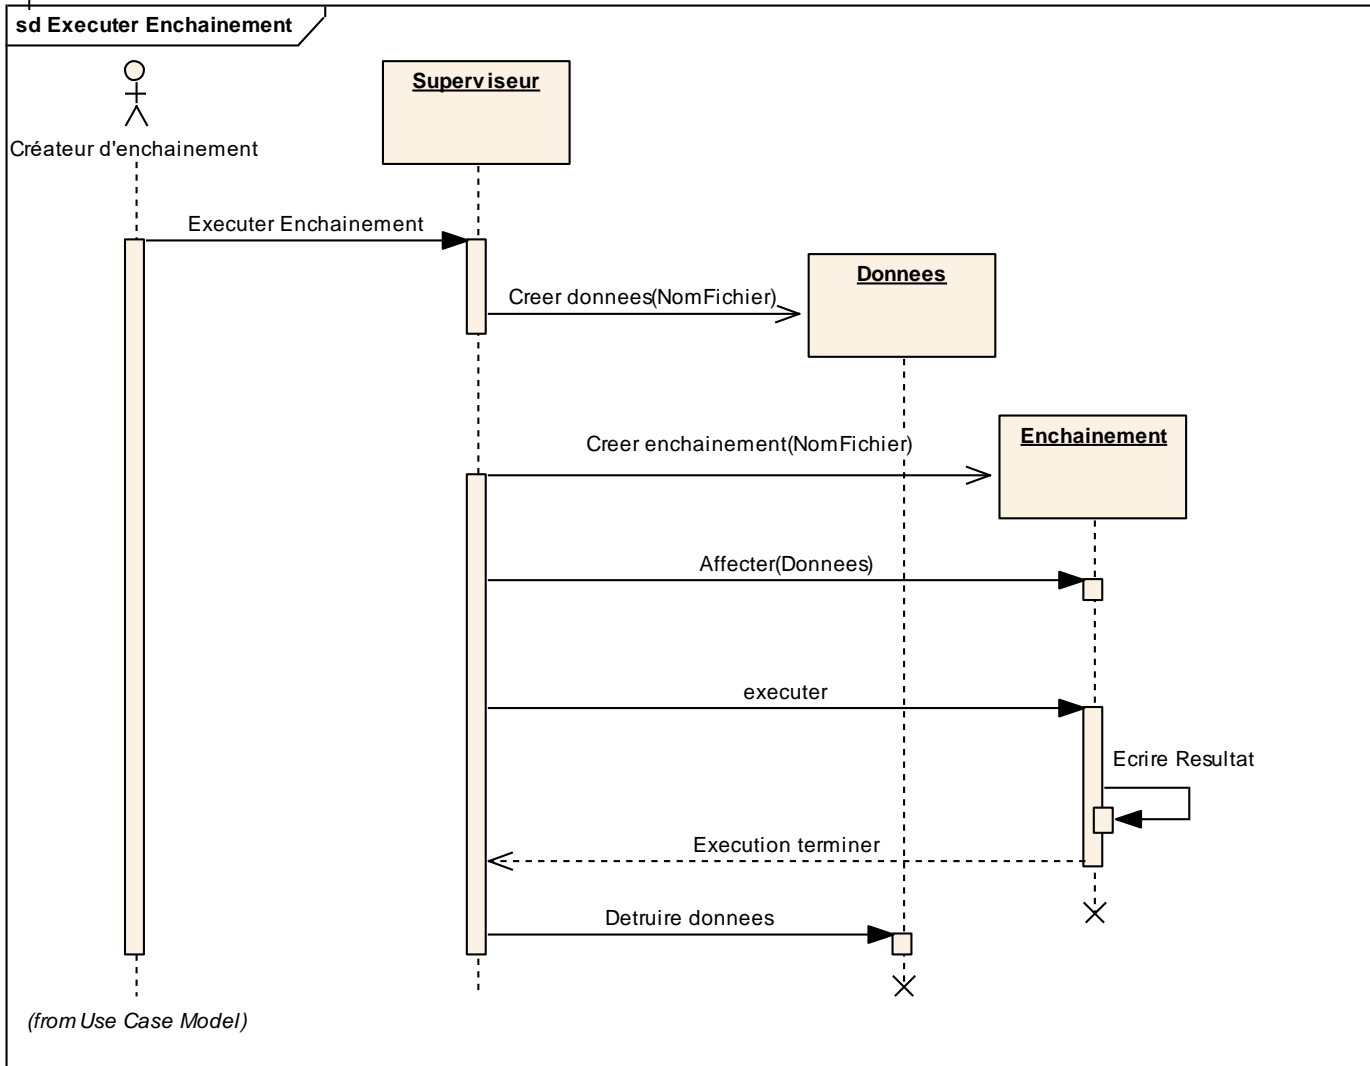 sd Executer Enchainement
Superviseur
Créateur d'enchainement
Executer Enchainement
Donnees
Creer donnees(NomFichier)
Enchainement
Creer enchainement(NomFichier)
Affecter(Donnees)
executer
Ecrire Resultat
Execution terminer
Detruire donnees
(from Use Case Model)